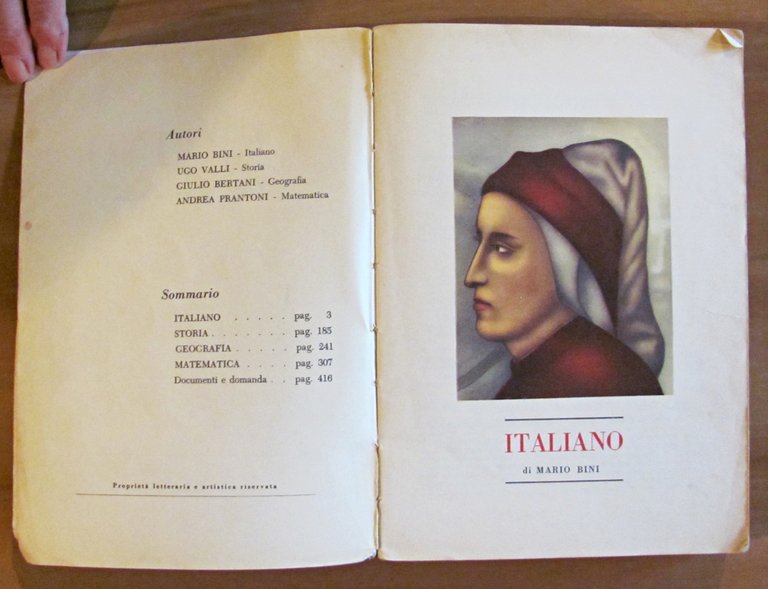 Autori
MARIO BINI - Italiano
UGO VALLI - Storia
GIULIO BERTANI - Geografia
ANDREA PRANTONI - Matematica
Sommario
ITALIANO . . . . . pag. 3
STORIA . . . . . . pag. 185
GEOGRAFIA . . . . . pag. 241
MATEMATICA . . . . pag. 307
Documenti e domanda . . pag. 416
Proprietà letteraria e artistica riservata
ITALIANO
di MARIO BINI